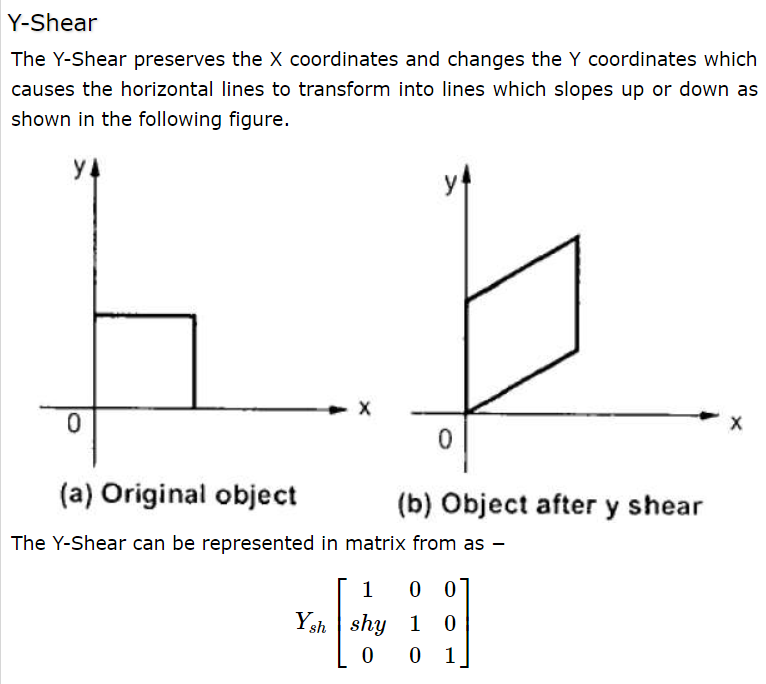 Y-Shear
The Y-Shear preserves the X coordinates and changes the Y coordinates which
causes the horizontal lines to transform into lines which slopes up or down as
shown in the following figure.
y
y
x
x
0
0
(a) Original object
(b) Object after y shear
The Y-Shear can be represented in matrix from as −
1 0 0
Ysh shy 1 0
0 0 1